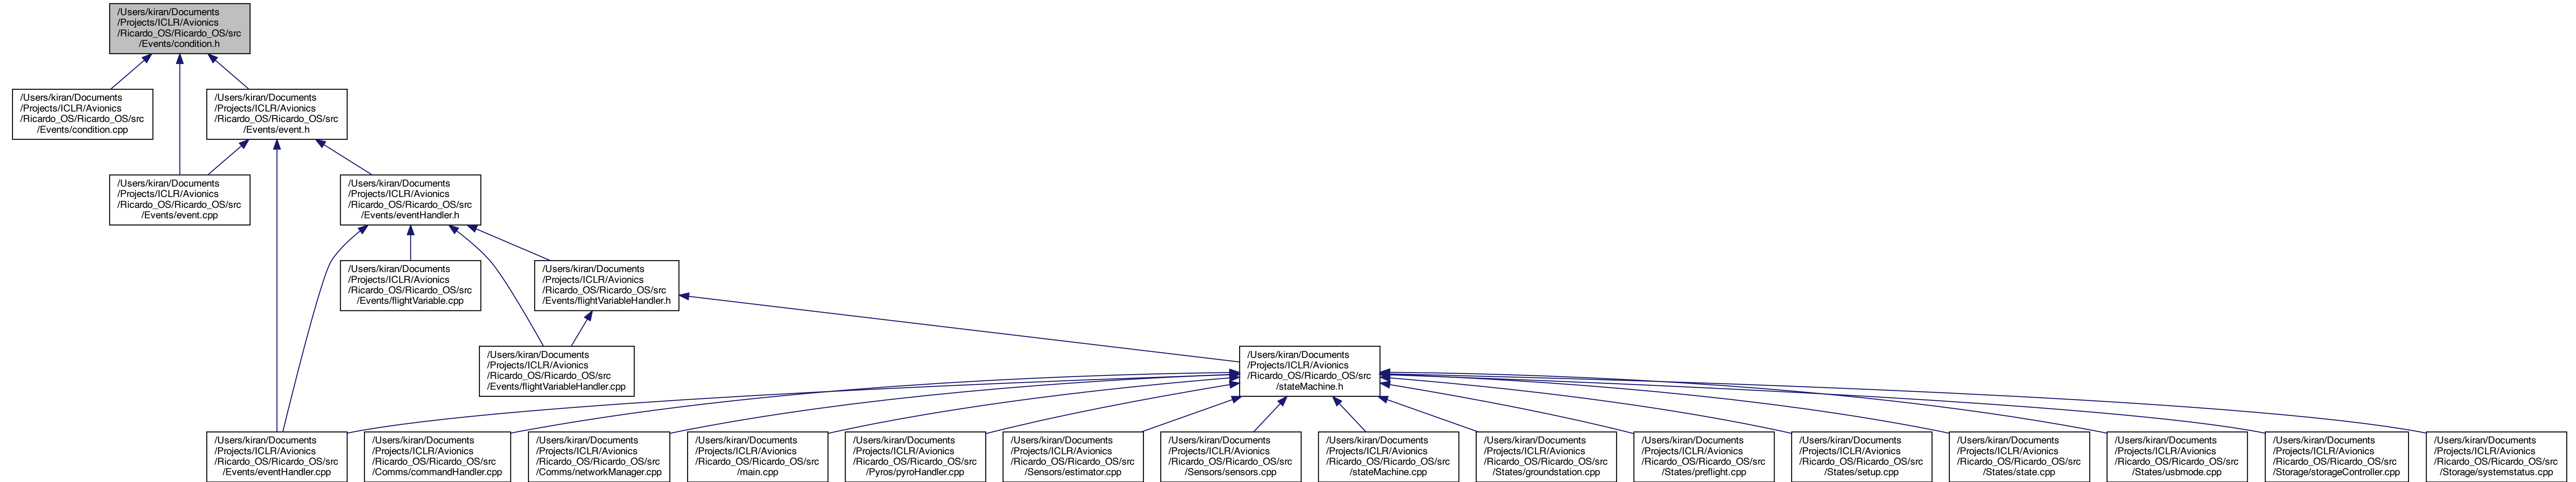 /Users/kiran/Documents
/Projects/ICLR/Avionics
/Ricardo_OS/Ricardo_OS/src
/Events/condition.h
/Users/kiran/Documents
/Projects/ICLR/Avionics
/Ricardo_OS/Ricardo_OS/src
/Events/condition.cpp
/Users/kiran/Documents
/Projects/ICLR/Avionics
/Ricardo_OS/Ricardo_OS/src
/Events/event.h
/Users/kiran/Documents
/Projects/ICLR/Avionics
/Ricardo_OS/Ricardo_OS/src
/Events/event.cpp
/Users/kiran/Documents
/Projects/ICLR/Avionics
/Ricardo_OS/Ricardo_OS/src
/Events/eventHandler.h
/Users/kiran/Documents
/Projects/ICLR/Avionics
/Ricardo_OS/Ricardo_OS/src
/Events/flightVariable.cpp
/Users/kiran/Documents
/Projects/ICLR/Avionics
/Ricardo_OS/Ricardo_OS/src
/Events/flightVariableHandler.h
/Users/kiran/Documents
/Projects/ICLR/Avionics
/Ricardo_OS/Ricardo_OS/src
/Events/flightVariableHandler.cpp
/Users/kiran/Documents
/Projects/ICLR/Avionics
/Ricardo_OS/Ricardo_OS/src
/stateMachine.h
/Users/kiran/Documents
/Projects/ICLR/Avionics
/Ricardo_OS/Ricardo_OS/src
/Events/eventHandler.cpp
/Users/kiran/Documents
/Projects/ICLR/Avionics
/Ricardo_OS/Ricardo_OS/src
/Comms/commandHandler.cpp
/Users/kiran/Documents
/Projects/ICLR/Avionics
/Ricardo_OS/Ricardo_OS/src
/Comms/networkManager.cpp
/Users/kiran/Documents
/Projects/ICLR/Avionics
/Ricardo_OS/Ricardo_OS/src
/main.cpp
/Users/kiran/Documents
/Projects/ICLR/Avionics
/Ricardo_OS/Ricardo_OS/src
/Pyros/pyroHandler.cpp
/Users/kiran/Documents
/Projects/ICLR/Avionics
/Ricardo_OS/Ricardo_OS/src
/Sensors/estimator.cpp
/Users/kiran/Documents
/Projects/ICLR/Avionics
/Ricardo_OS/Ricardo_OS/src
/Sensors/sensors.cpp
/Users/kiran/Documents
/Projects/ICLR/Avionics
/Ricardo_OS/Ricardo_OS/src
/stateMachine.cpp
/Users/kiran/Documents
/Projects/ICLR/Avionics
/Ricardo_OS/Ricardo_OS/src
/States/groundstation.cpp
/Users/kiran/Documents
/Projects/ICLR/Avionics
/Ricardo_OS/Ricardo_OS/src
/States/preflight.cpp
/Users/kiran/Documents
/Projects/ICLR/Avionics
/Ricardo_OS/Ricardo_OS/src
/States/setup.cpp
/Users/kiran/Documents
/Projects/ICLR/Avionics
/Ricardo_OS/Ricardo_OS/src
/States/state.cpp
/Users/kiran/Documents
/Projects/ICLR/Avionics
/Ricardo_OS/Ricardo_OS/src
/States/usbmode.cpp
/Users/kiran/Documents
/Projects/ICLR/Avionics
/Ricardo_OS/Ricardo_OS/src
/Storage/storageController.cpp
/Users/kiran/Documents
/Projects/ICLR/Avionics
/Ricardo_OS/Ricardo_OS/src
/Storage/systemstatus.cpp